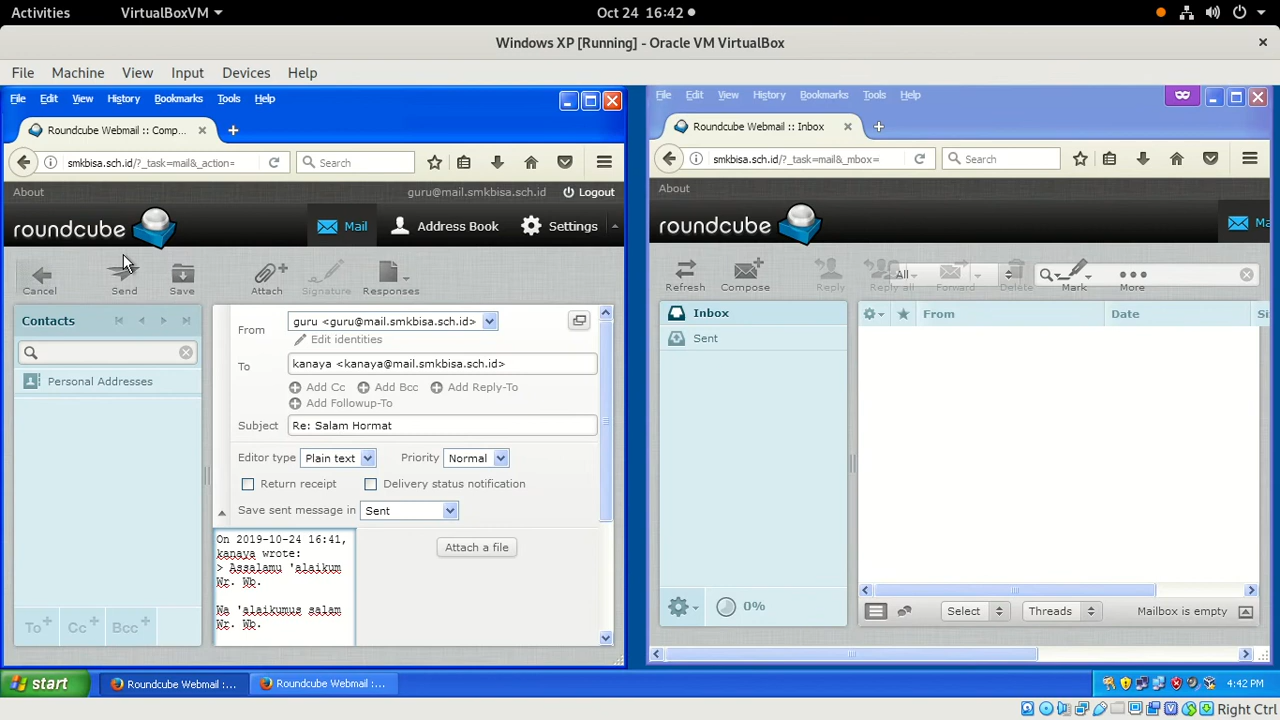 Activities VirtualBoxVM Oct 24 16:42
Windows XP [Running] - Oracle VM VirtualBox
File Machine View Input Devices Help
File Edit View History Bookmarks Tools Help
Roundcube Webmail :: Comp...
smkbisa.sch.id/?_task=mail&_action= Search
About guru@mail.smkbisa.sch.id Logout
roundcube Mail Address Book Settings
Cancel Send Save Attach Signature Responses
Contacts
Personal Addresses
To Cc Bcc
From guru <guru@mail.smkbisa.sch.id>
Edit identities
To kanaya <kanaya@mail.smkbisa.sch.id>
Add Cc Add Bcc Add Reply-To
Add Followup-To
Subject Re: Salam Hormat
Editor type Plain text Priority Normal
Return receipt Delivery status notification
Save sent message in Sent
On 2019-10-24 16:41,
kanaya wrote:
> Assalamu 'alaikum
Wr. Wb.
Wa 'alaikumus salam
Wr. Wb.
Attach a file
File Edit View History Bookmarks Tools Help
Roundcube Webmail :: Inbox
smkbisa.sch.id/?_task=mail&_mbox= Search
About
roundcube Ma
Refresh Compose Reply Reply all Forward Delete Mark More
All
Inbox
Sent
From Date Si
0% Select Threads Mailbox is empty
start Roundcube Webmail :... Roundcube Webmail :... 4:42 PM
Right Ctrl